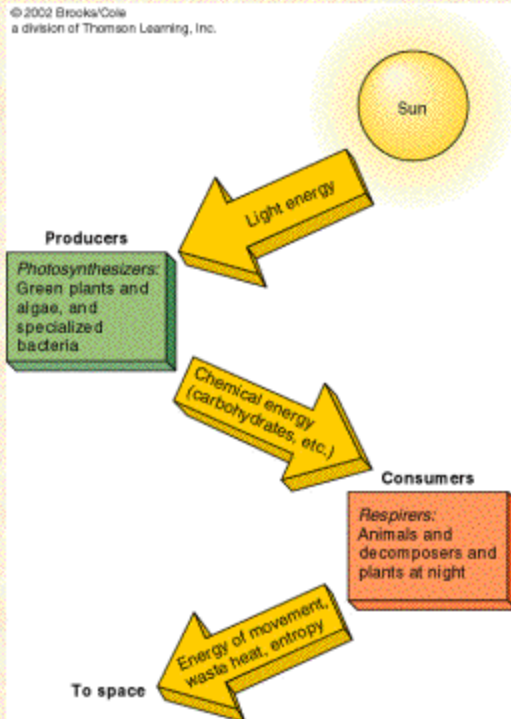 © 2002 Brooks/Cole
a division of Thomson Learning, Inc.
Sun
Light energy
Producers
Photosynthesizers:
Green plants and
algae, and
specialized
bacteria
Chemical energy
(carbohydrates, etc.)
Consumers
Respirers:
Animals and
decomposers and
plants at night
Energy of movement,
waste heat, entropy
To space